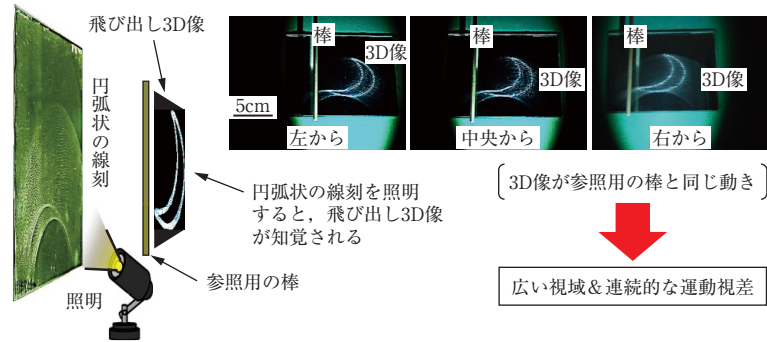 飛び出し3D像
円弧状の線刻
照明
参照用の棒
円弧状の線刻を照明
すると，飛び出し3D像
が知覚される
棒
3D像
5cm
左から
棒
3D像
中央から
棒
3D像
右から
3D像が参照用の棒と同じ動き
広い視域＆連続的な運動視差